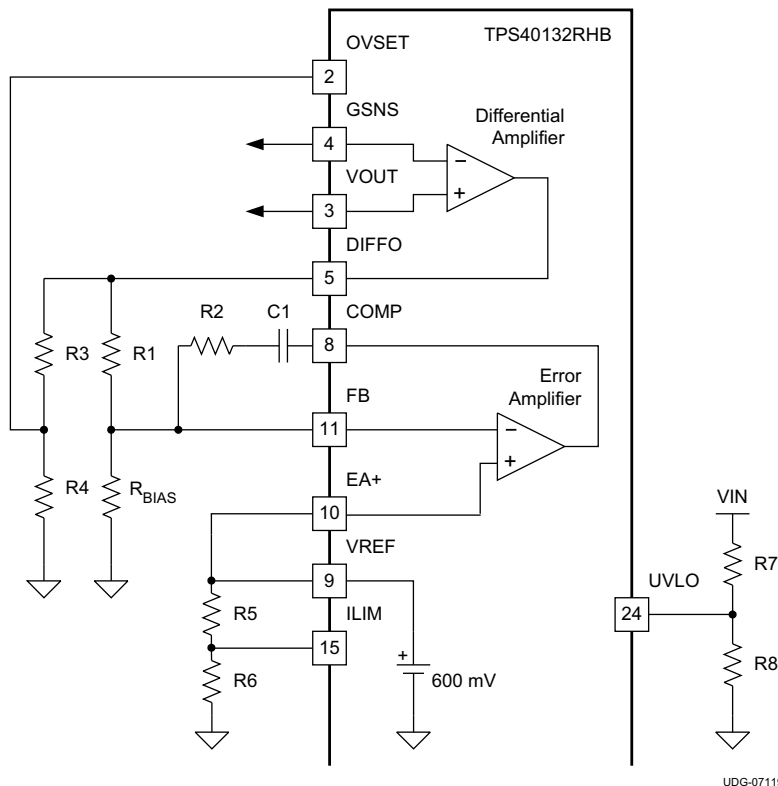 TPS40132RHB
OVSET
2
GSNS
Differential
Amplifier
4
−
VOUT
+
3
DIFFO
5
R2
C1
COMP
8
R3
R1
FB
Error
Amplifier
11
−
+
R4
RBIAS
EA+
10
VIN
VREF
9
R7
UVLO
R5
ILIM
24
15
+
600 mV
R6
R8